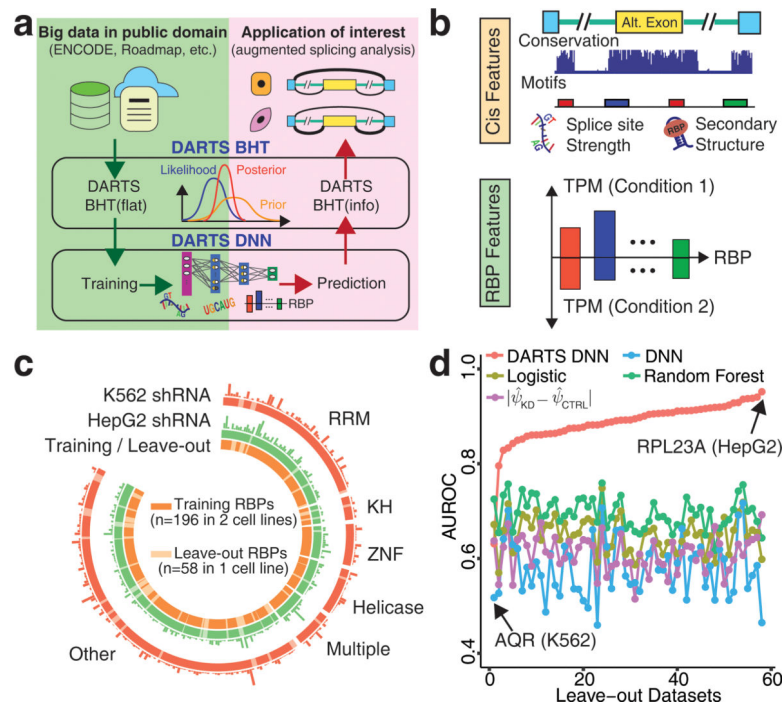 a
Big data in public domain
(ENCODE, Roadmap, etc.)
Application of interest
(augmented splicing analysis)
DARTS BHT
Likelihood
Posterior
Prior
DARTS
BHT(flat)
DARTS
BHT(info)
DARTS DNN
Training
Prediction
UGCAUG
RBP
b
Cis Features
Alt. Exon
Conservation
Motifs
Splice site
Strength
RBP
Secondary
Structure
RBP Features
TPM (Condition 1)
RBP
TPM (Condition 2)
c
K562 shRNA
HepG2 shRNA
Training / Leave-out
RRM
KH
ZNF
Helicase
Multiple
Other
Training RBPs
(n=196 in 2 cell lines)
Leave-out RBPs
(n=58 in 1 cell line)
d
DARTS DNN
DNN
Logistic
Random Forest
|ψ̂KD − ψ̂CTRL|
RPL23A (HepG2)
AQR (K562)
AUROC
1.0
0.8
0.6
0.4
0
20
40
60
Leave-out Datasets